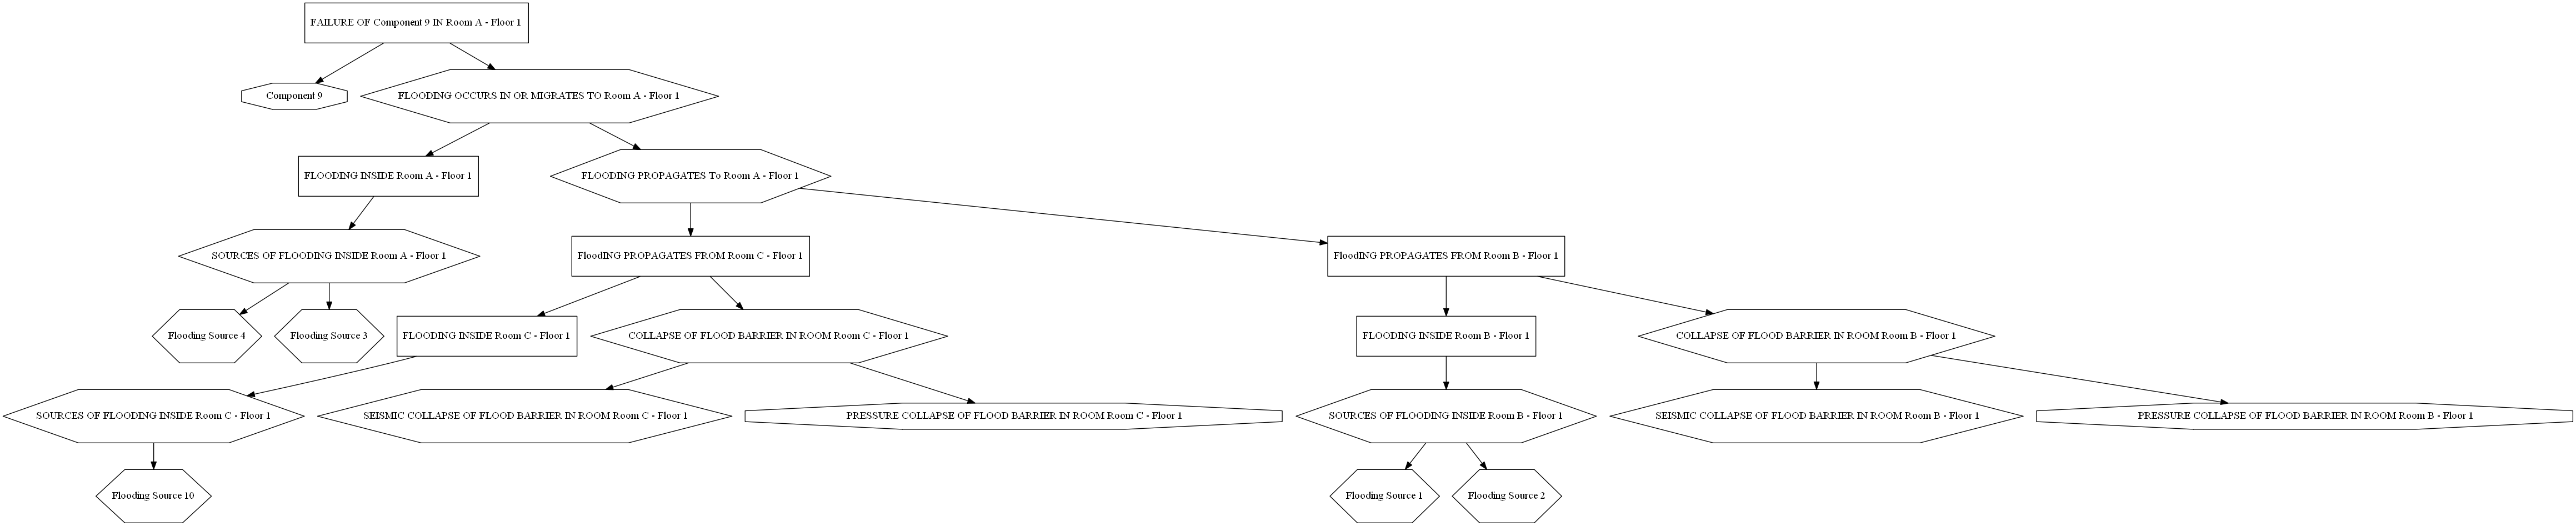 FAILURE OF Component 9 IN Room A - Floor 1
Component 9
FLOODING OCCURS IN OR MIGRATES TO Room A - Floor 1
FLOODING INSIDE Room A - Floor 1
FLOODING PROPAGATES To Room A - Floor 1
SOURCES OF FLOODING INSIDE Room A - Floor 1
FloodING PROPAGATES FROM Room C - Floor 1
FloodING PROPAGATES FROM Room B - Floor 1
Flooding Source 4
Flooding Source 3
FLOODING INSIDE Room C - Floor 1
COLLAPSE OF FLOOD BARRIER IN ROOM Room C - Floor 1
FLOODING INSIDE Room B - Floor 1
COLLAPSE OF FLOOD BARRIER IN ROOM Room B - Floor 1
SOURCES OF FLOODING INSIDE Room C - Floor 1
SEISMIC COLLAPSE OF FLOOD BARRIER IN ROOM Room C - Floor 1
PRESSURE COLLAPSE OF FLOOD BARRIER IN ROOM Room C - Floor 1
SOURCES OF FLOODING INSIDE Room B - Floor 1
SEISMIC COLLAPSE OF FLOOD BARRIER IN ROOM Room B - Floor 1
PRESSURE COLLAPSE OF FLOOD BARRIER IN ROOM Room B - Floor 1
Flooding Source 10
Flooding Source 1
Flooding Source 2